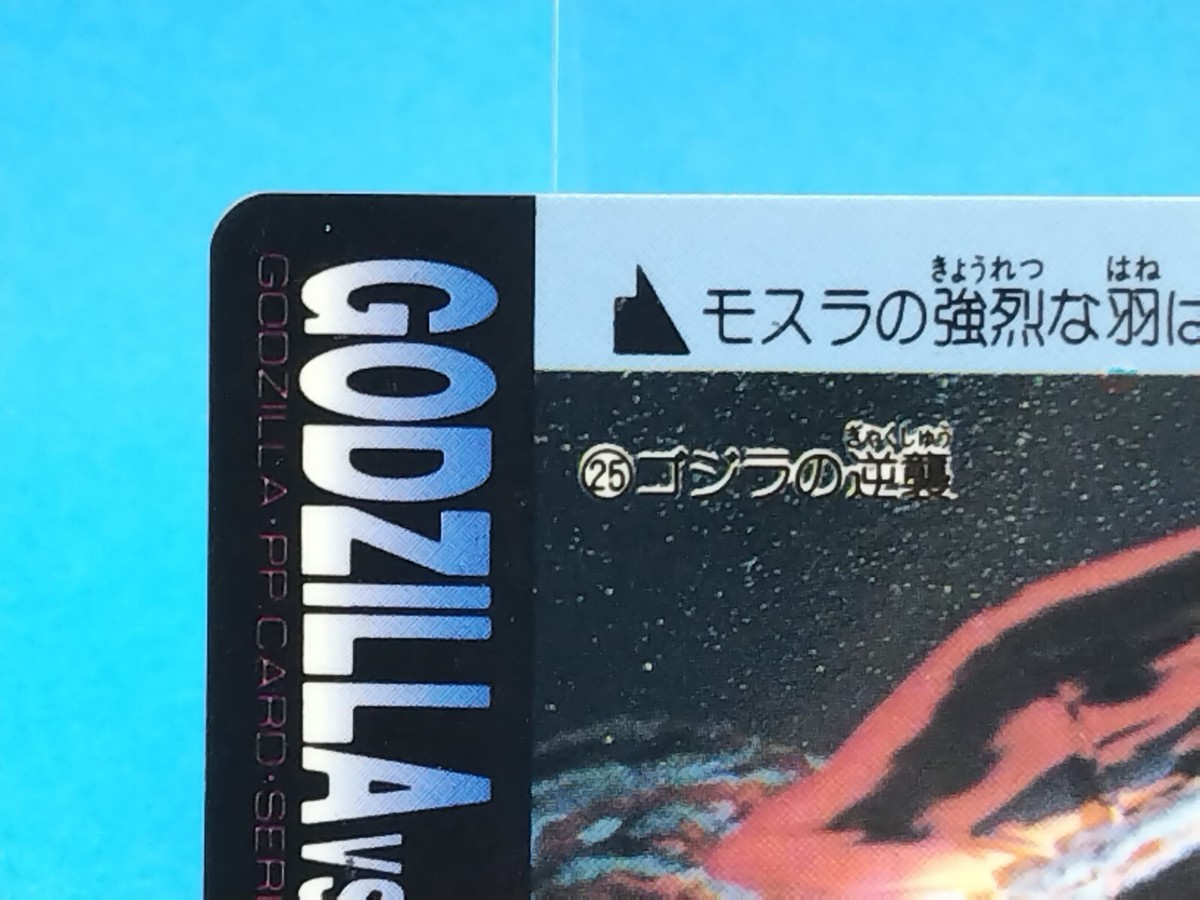 GODZILLA·PP CARD·SERI
GODZILLA VS
きょうれつ はね
モスラの強烈な羽は
ぎゃくしゅう
㉕ゴジラの逆襲